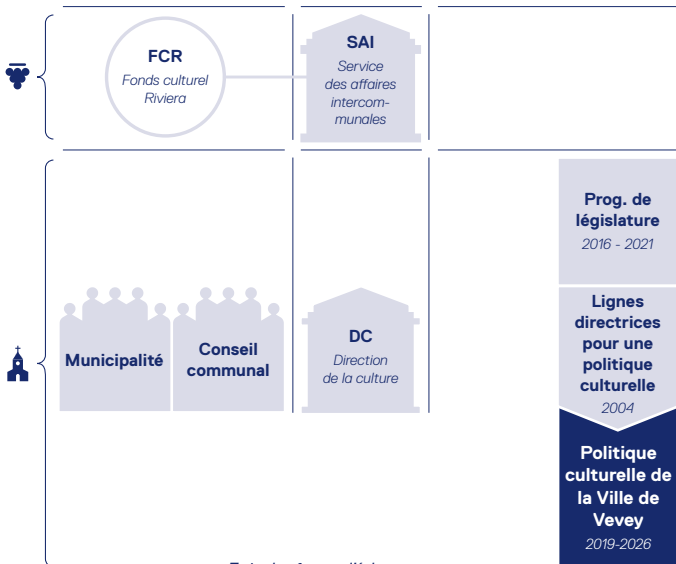 FCR
Fonds culturel
Riviera
SAI
Service
des affaires
intercom-
munales
Prog. de
législature
2016 - 2021
Municipalité
Conseil
communal
DC
Direction
de la culture
Lignes
directrices
pour une
politique
culturelle
2004
Politique
culturelle de
la Ville de
Vevey
2019-2026